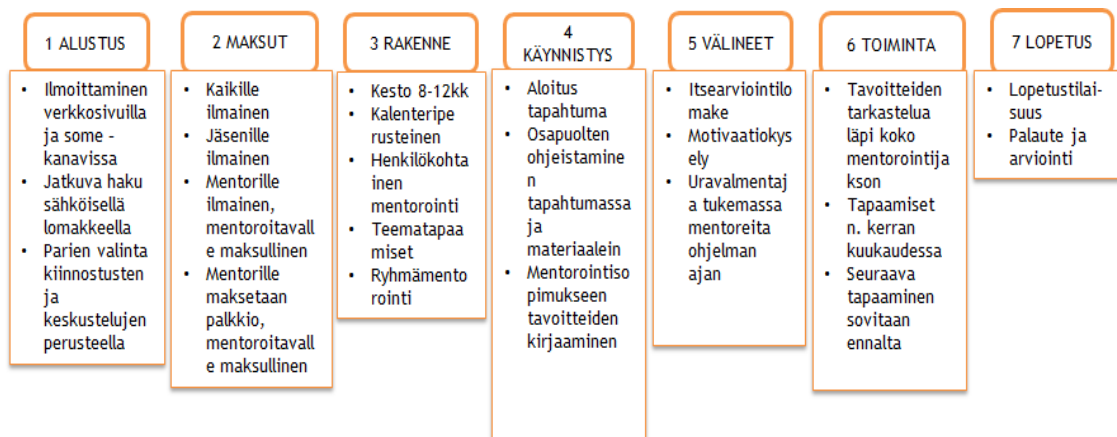 1 ALUSTUS
• Ilmoittaminen
verkkosivuilla
ja some -
kanavissa
• Jatkuva haku
sähköisellä
lomakkeella
• Parien valinta
kiinnostusten
ja
keskustelujen
perusteella
2 MAKSUT
• Kaikille
ilmainen
• Jäsenille
ilmainen
• Mentorille
ilmainen,
mentoroitavall
e maksullinen
• Mentorille
maksetaan
palkkio,
mentoroitavall
e maksullinen
3 RAKENNE
• Kesto 8-12kk
• Kalenteripe
rusteinen
• Henkilökohta
inen
mentorointi
• Teematapaa
miset
• Ryhmämento
rointi
4
KÄYNNISTYS
• Aloitus
tapahtuma
• Osapuolten
ohjeistamine
n
tapahtumassa
ja
materiaalein
• Mentorointiso
pimukseen
tavoitteiden
kirjaaminen
5 VÄLINEET
• Itsearviointilo
make
• Motivaatiokys
ely
• Uravalmentaj
a tukemassa
mentoreita
ohjelman
ajan
6 TOIMINTA
• Tavoitteiden
tarkastelua
läpi koko
mentorointija
kson
• Tapaamiset
n. kerran
kuukaudessa
• Seuraava
tapaaminen
sovitaan
ennalta
7 LOPETUS
• Lopetustilai-
suus
• Palaute ja
arviointi